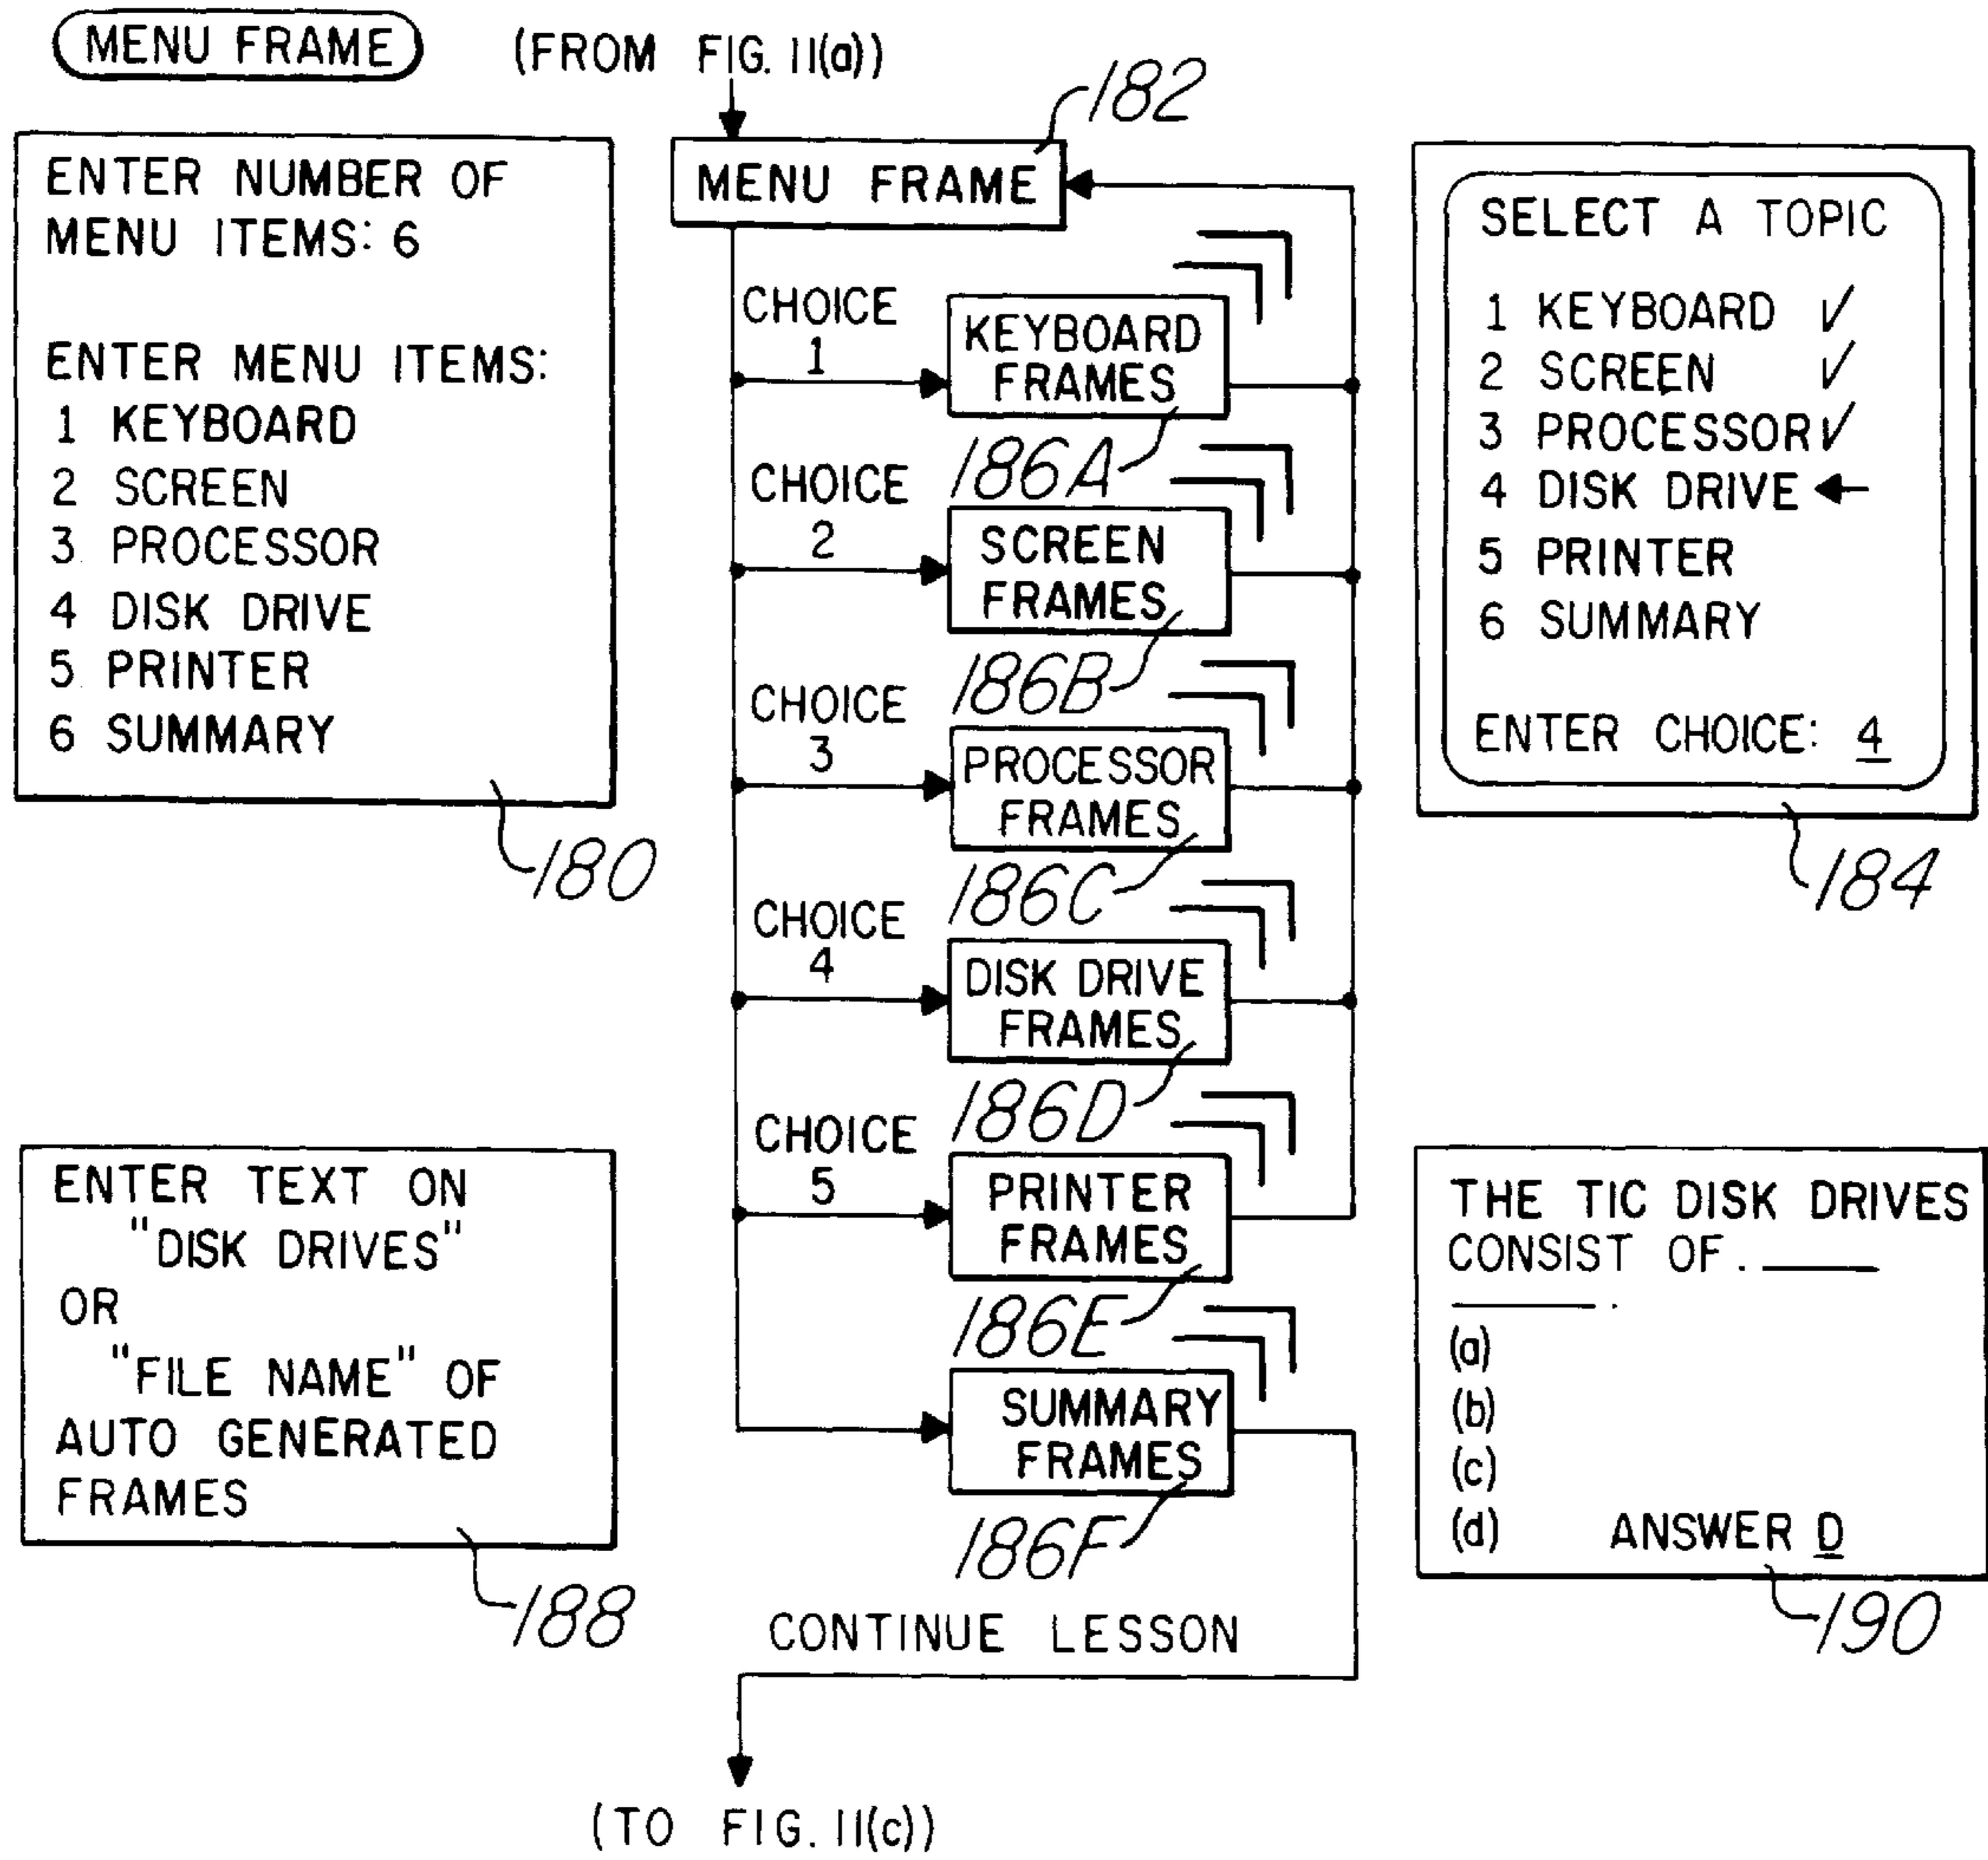 MENU FRAME
(FROM FIG. 11(a))
ENTER NUMBER OF
MENU ITEMS: 6
ENTER MENU ITEMS:
1 KEYBOARD
2 SCREEN
3 PROCESSOR
4 DISK DRIVE
5 PRINTER
6 SUMMARY
180
182
MENU FRAME
CHOICE
1
KEYBOARD
FRAMES
186A
CHOICE
2
SCREEN
FRAMES
186B
CHOICE
3
PROCESSOR
FRAMES
186C
CHOICE
4
DISK DRIVE
FRAMES
186D
CHOICE
5
PRINTER
FRAMES
186E
SUMMARY
FRAMES
186F
CONTINUE LESSON
(TO FIG. 11(c))
SELECT A TOPIC
1 KEYBOARD ✓
2 SCREEN ✓
3 PROCESSOR ✓
4 DISK DRIVE ←
5 PRINTER
6 SUMMARY
ENTER CHOICE: 4
184
ENTER TEXT ON
"DISK DRIVES"
OR
"FILE NAME" OF
AUTO GENERATED
FRAMES
188
THE TIC DISK DRIVES
CONSIST OF. ____
____.
(a)
(b)
(c)
(d) ANSWER D
190